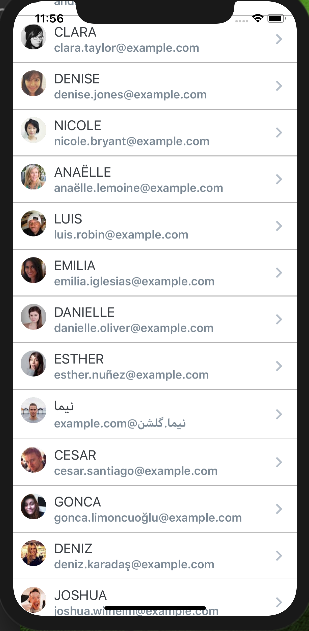 11:56
CLARA
clara.taylor@example.com
DENISE
denise.jones@example.com
NICOLE
nicole.bryant@example.com
ANAËLLE
anaëlle.lemoine@example.com
LUIS
luis.robin@example.com
EMILIA
emilia.iglesias@example.com
DANIELLE
danielle.oliver@example.com
ESTHER
esther.nuñez@example.com
نیما
نیما.گلشن@example.com
CESAR
cesar.santiago@example.com
GONCA
gonca.limoncuoğlu@example.com
DENIZ
deniz.karadaş@example.com
JOSHUA
joshua.wilhelm@example.com